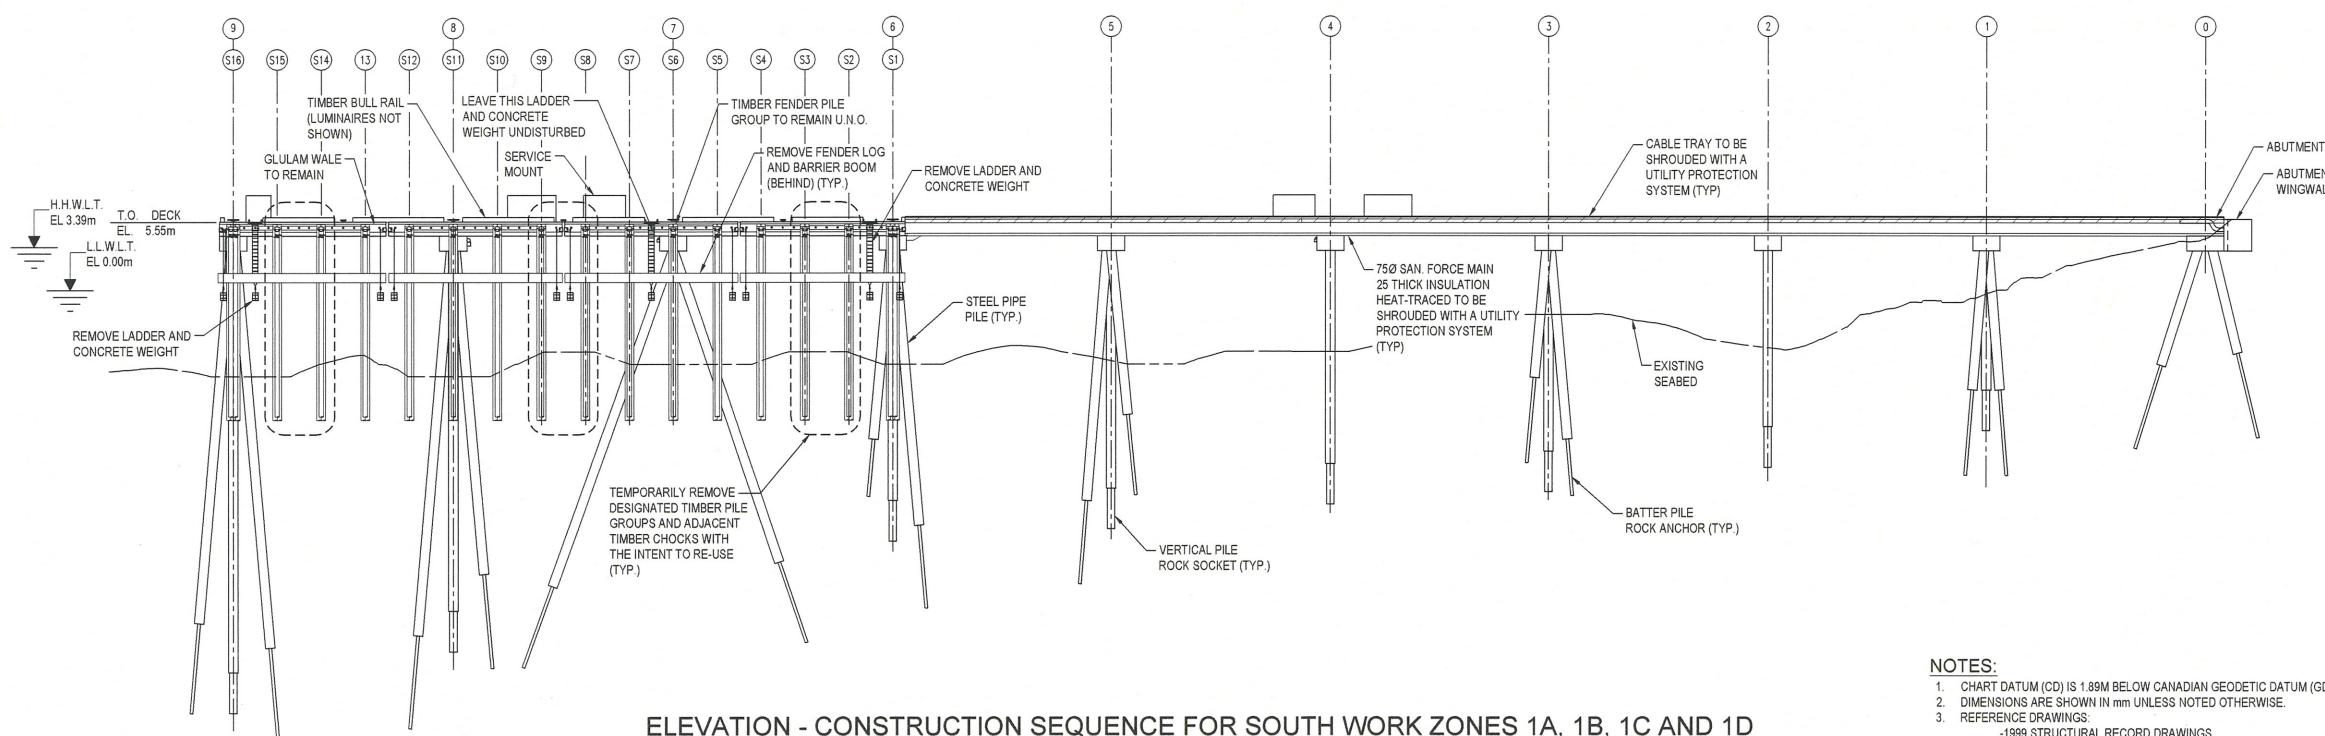 9 8 7 6 5 4 3 2 1 0
S16 S15 S14 13 S12 S11 S10 S9 S8 S7 S6 S5 S4 S3 S2 S1
TIMBER BULL RAIL
(LUMINAIRES NOT
SHOWN)
GLULAM WALE
TO REMAIN
LEAVE THIS LADDER
AND CONCRETE
WEIGHT UNDISTURBED
SERVICE
MOUNT
TIMBER FENDER PILE
GROUP TO REMAIN U.N.O.
REMOVE FENDER LOG
AND BARRIER BOOM
(BEHIND) (TYP.)
REMOVE LADDER AND
CONCRETE WEIGHT
CABLE TRAY TO BE
SHROUDED WITH A
UTILITY PROTECTION
SYSTEM (TYP)
ABUTMENT
ABUTMEN
WINGWAL
H.H.W.L.T.
EL 3.39m
T.O. DECK
EL. 5.55m
L.L.W.L.T.
EL 0.00m
REMOVE LADDER AND
CONCRETE WEIGHT
STEEL PIPE
PILE (TYP.)
75Ø SAN. FORCE MAIN
25 THICK INSULATION
HEAT-TRACED TO BE
SHROUDED WITH A UTILITY
PROTECTION SYSTEM
(TYP)
EXISTING
SEABED
TEMPORARILY REMOVE
DESIGNATED TIMBER PILE
GROUPS AND ADJACENT
TIMBER CHOCKS WITH
THE INTENT TO RE-USE
(TYP.)
VERTICAL PILE
ROCK SOCKET (TYP.)
BATTER PILE
ROCK ANCHOR (TYP.)
ELEVATION - CONSTRUCTION SEQUENCE FOR SOUTH WORK ZONES 1A, 1B, 1C AND 1D
NOTES:
1. CHART DATUM (CD) IS 1.89M BELOW CANADIAN GEODETIC DATUM (GD
2. DIMENSIONS ARE SHOWN IN mm UNLESS NOTED OTHERWISE.
3. REFERENCE DRAWINGS:
-1999 STRUCTURAL RECORD DRAWINGS